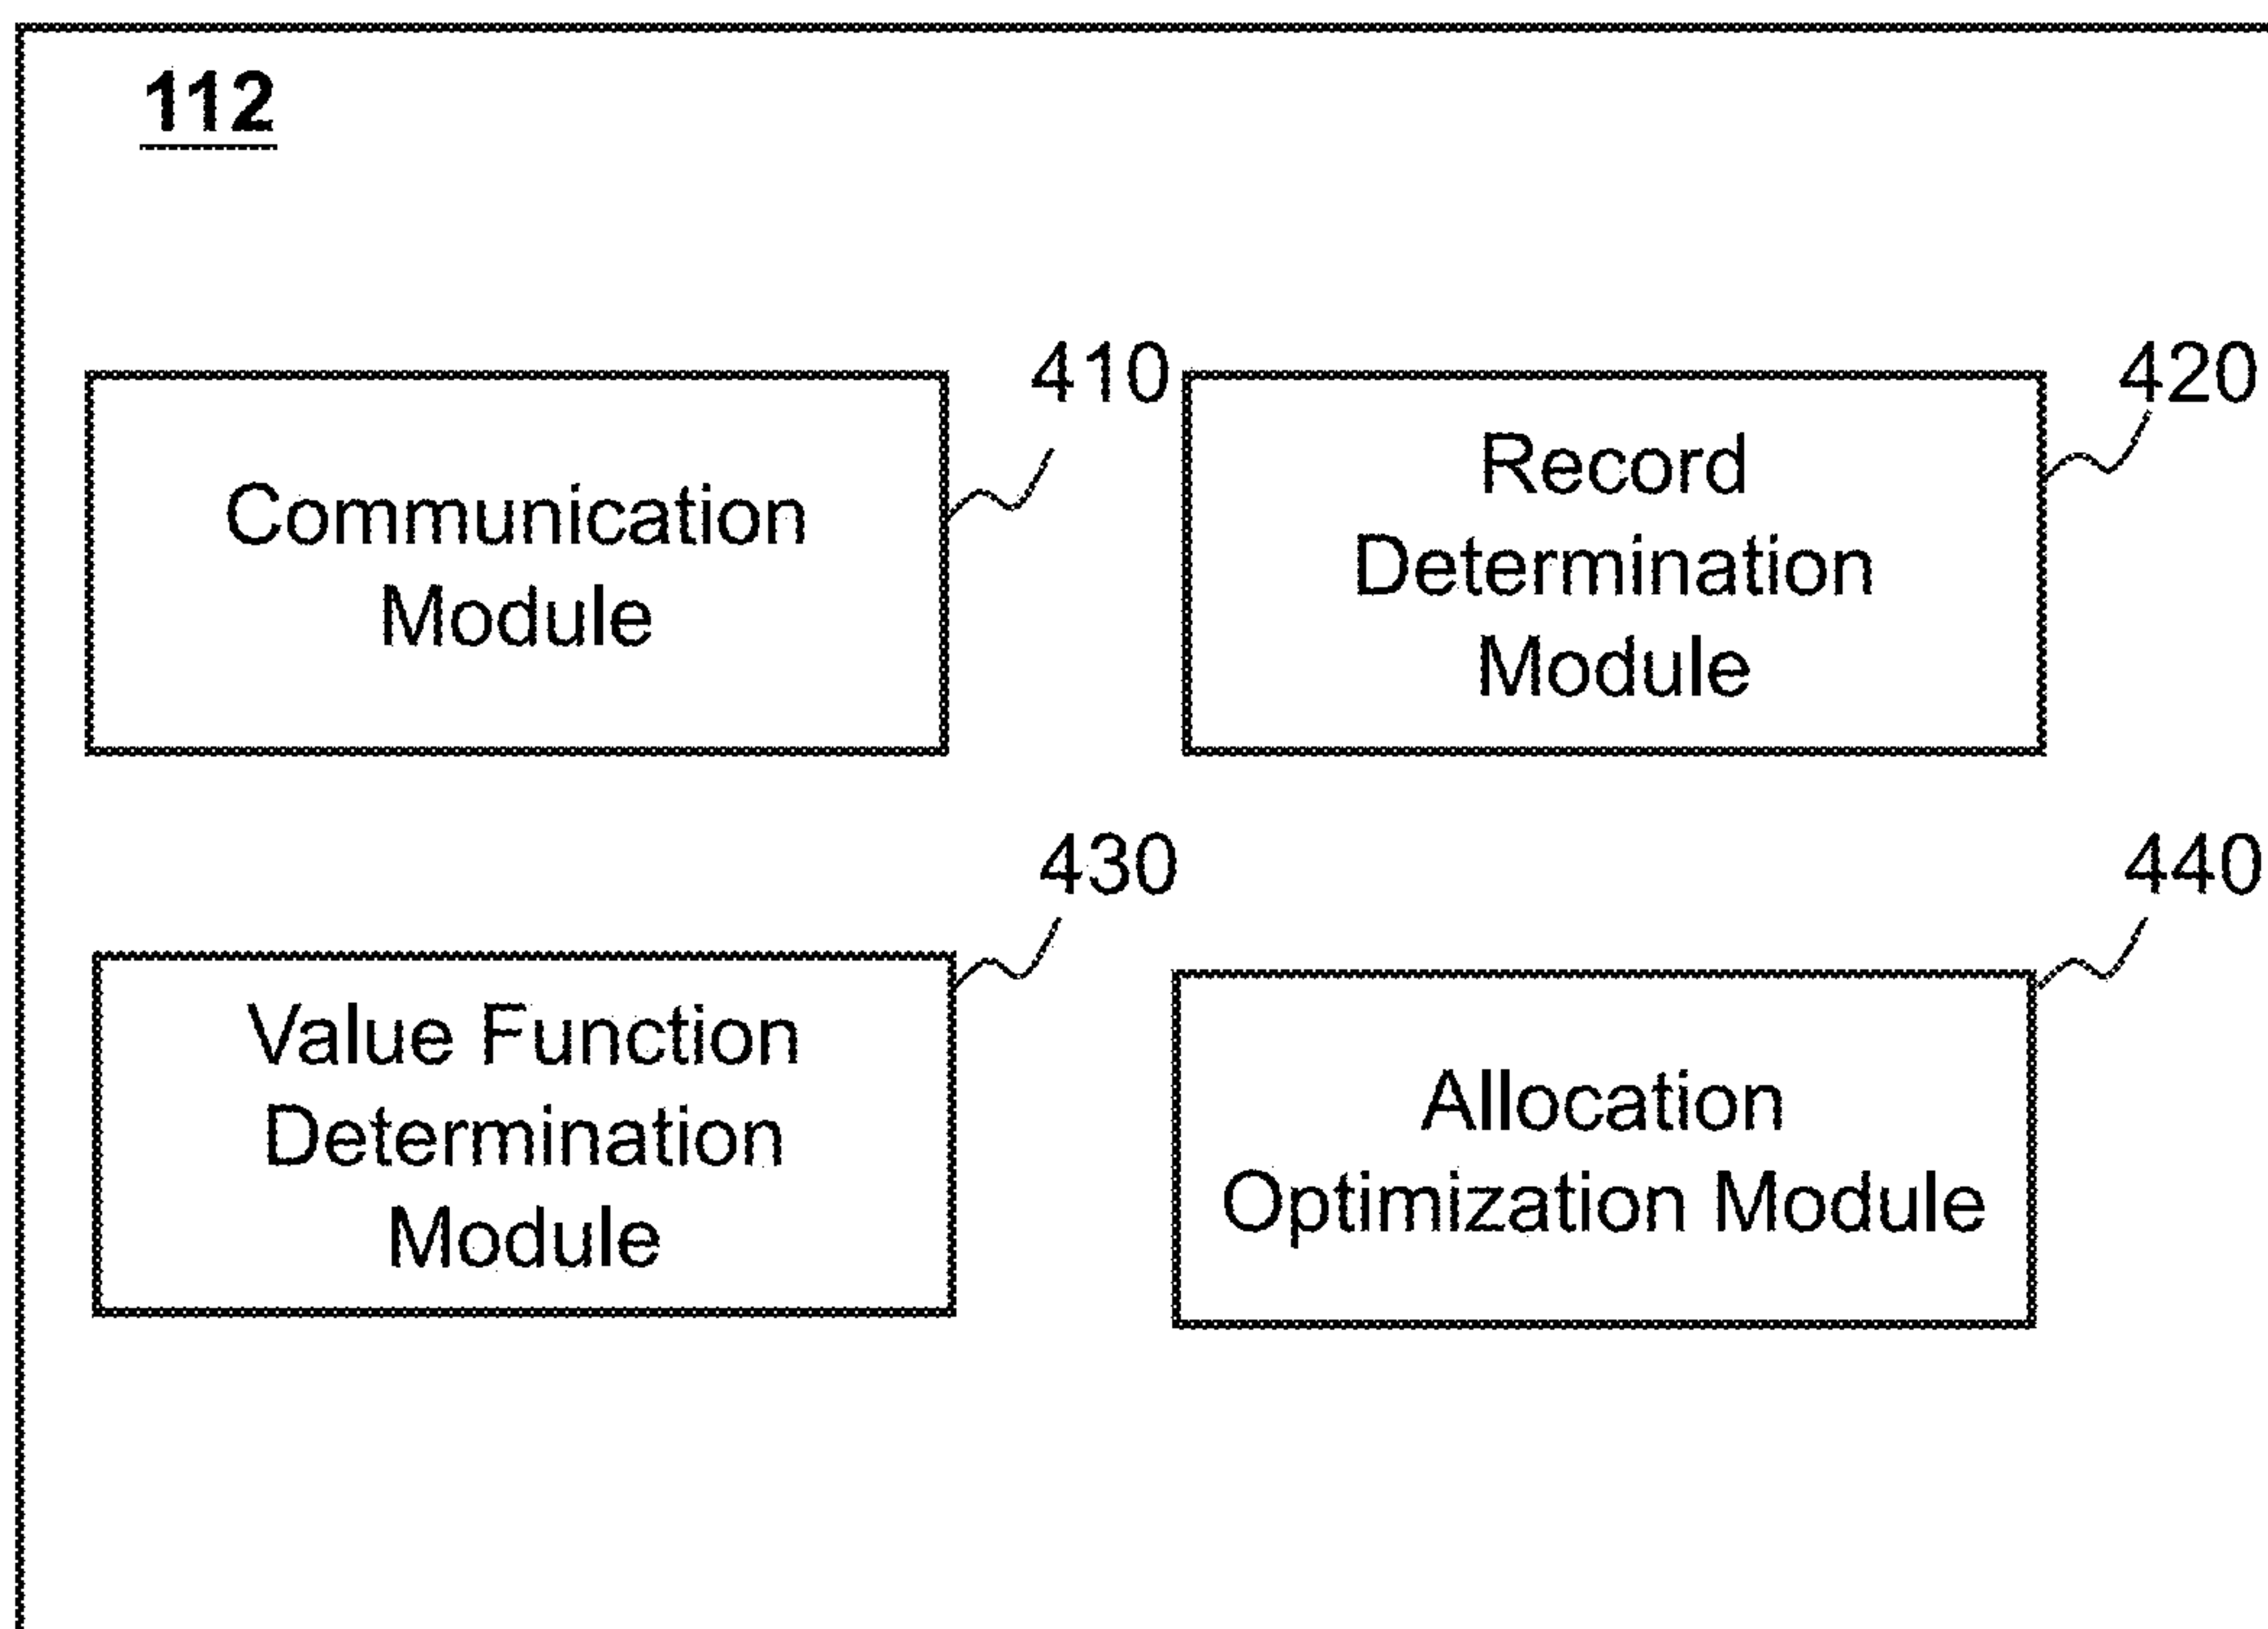 112
410
Communication
Module
420
Record
Determination
Module
430
Value Function
Determination
Module
440
Allocation
Optimization Module